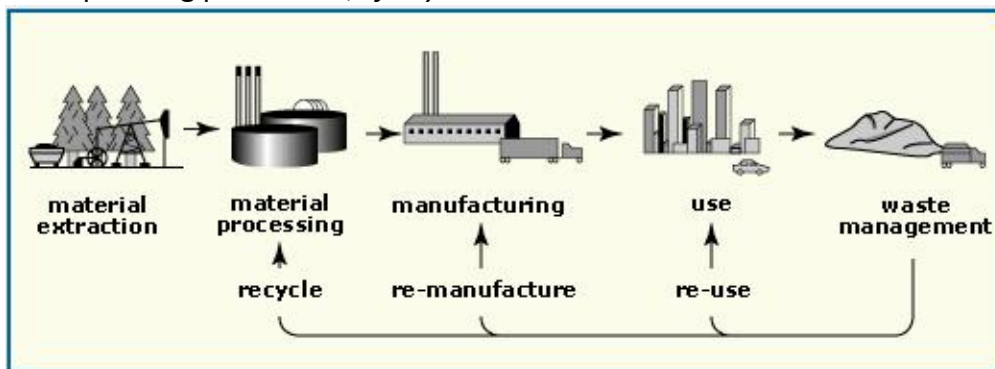 material extraction
material processing
manufacturing
use
waste management
recycle
re-manufacture
re-use